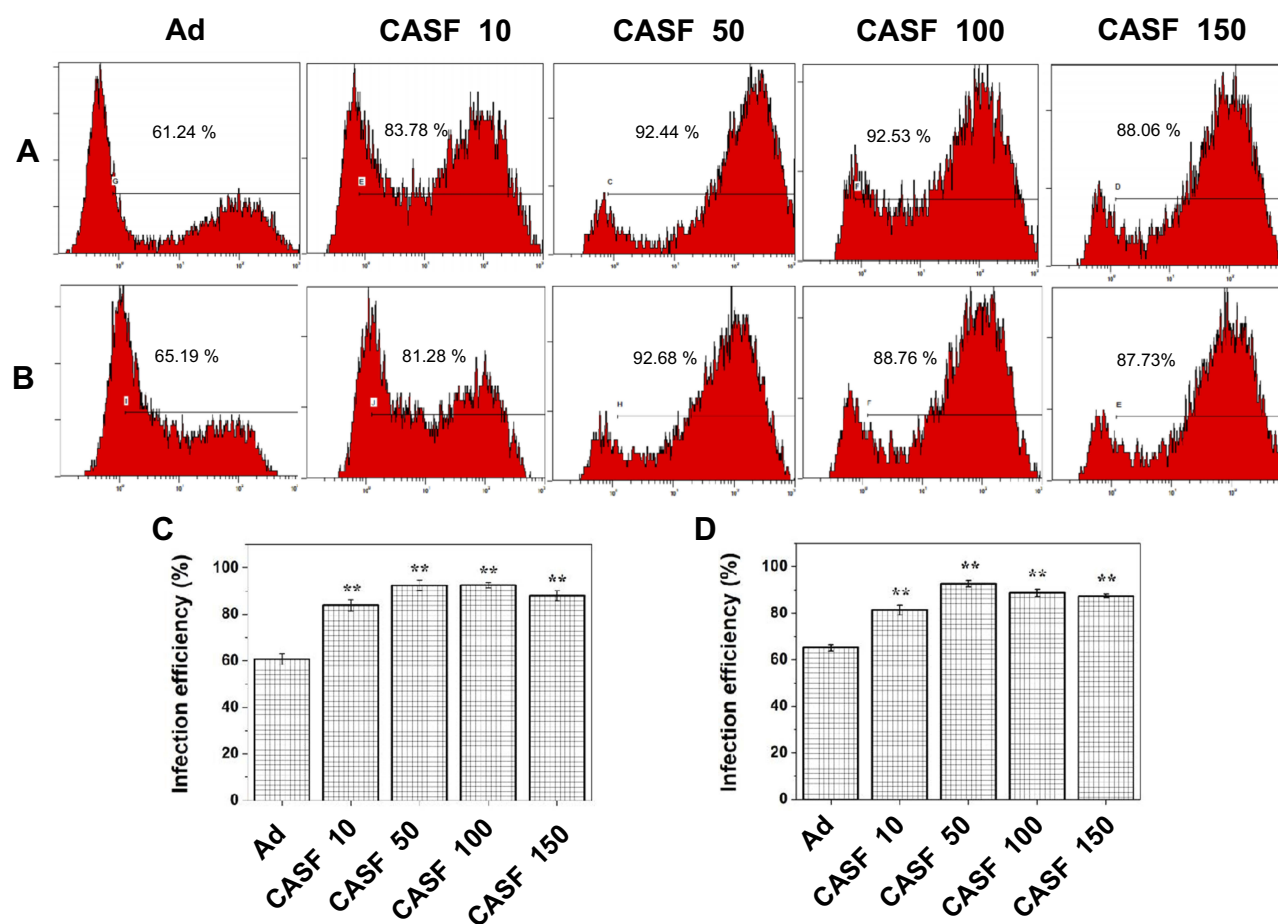 Ad CASF 10 CASF 50 CASF 100 CASF 150
A
61.24 % 83.78 % 92.44 % 92.53 % 88.06 %
G E C F D
B
65.19 % 81.28 % 92.68 % 88.76 % 87.73%
I J H F E
C
Infection efficiency (%)
100
80
60
40
20
0
** ** ** **
Ad CASF 10 CASF 50 CASF 100 CASF 150
D
Infection efficiency (%)
100
80
60
40
20
0
** ** ** **
Ad CASF 10 CASF 50 CASF 100 CASF 150